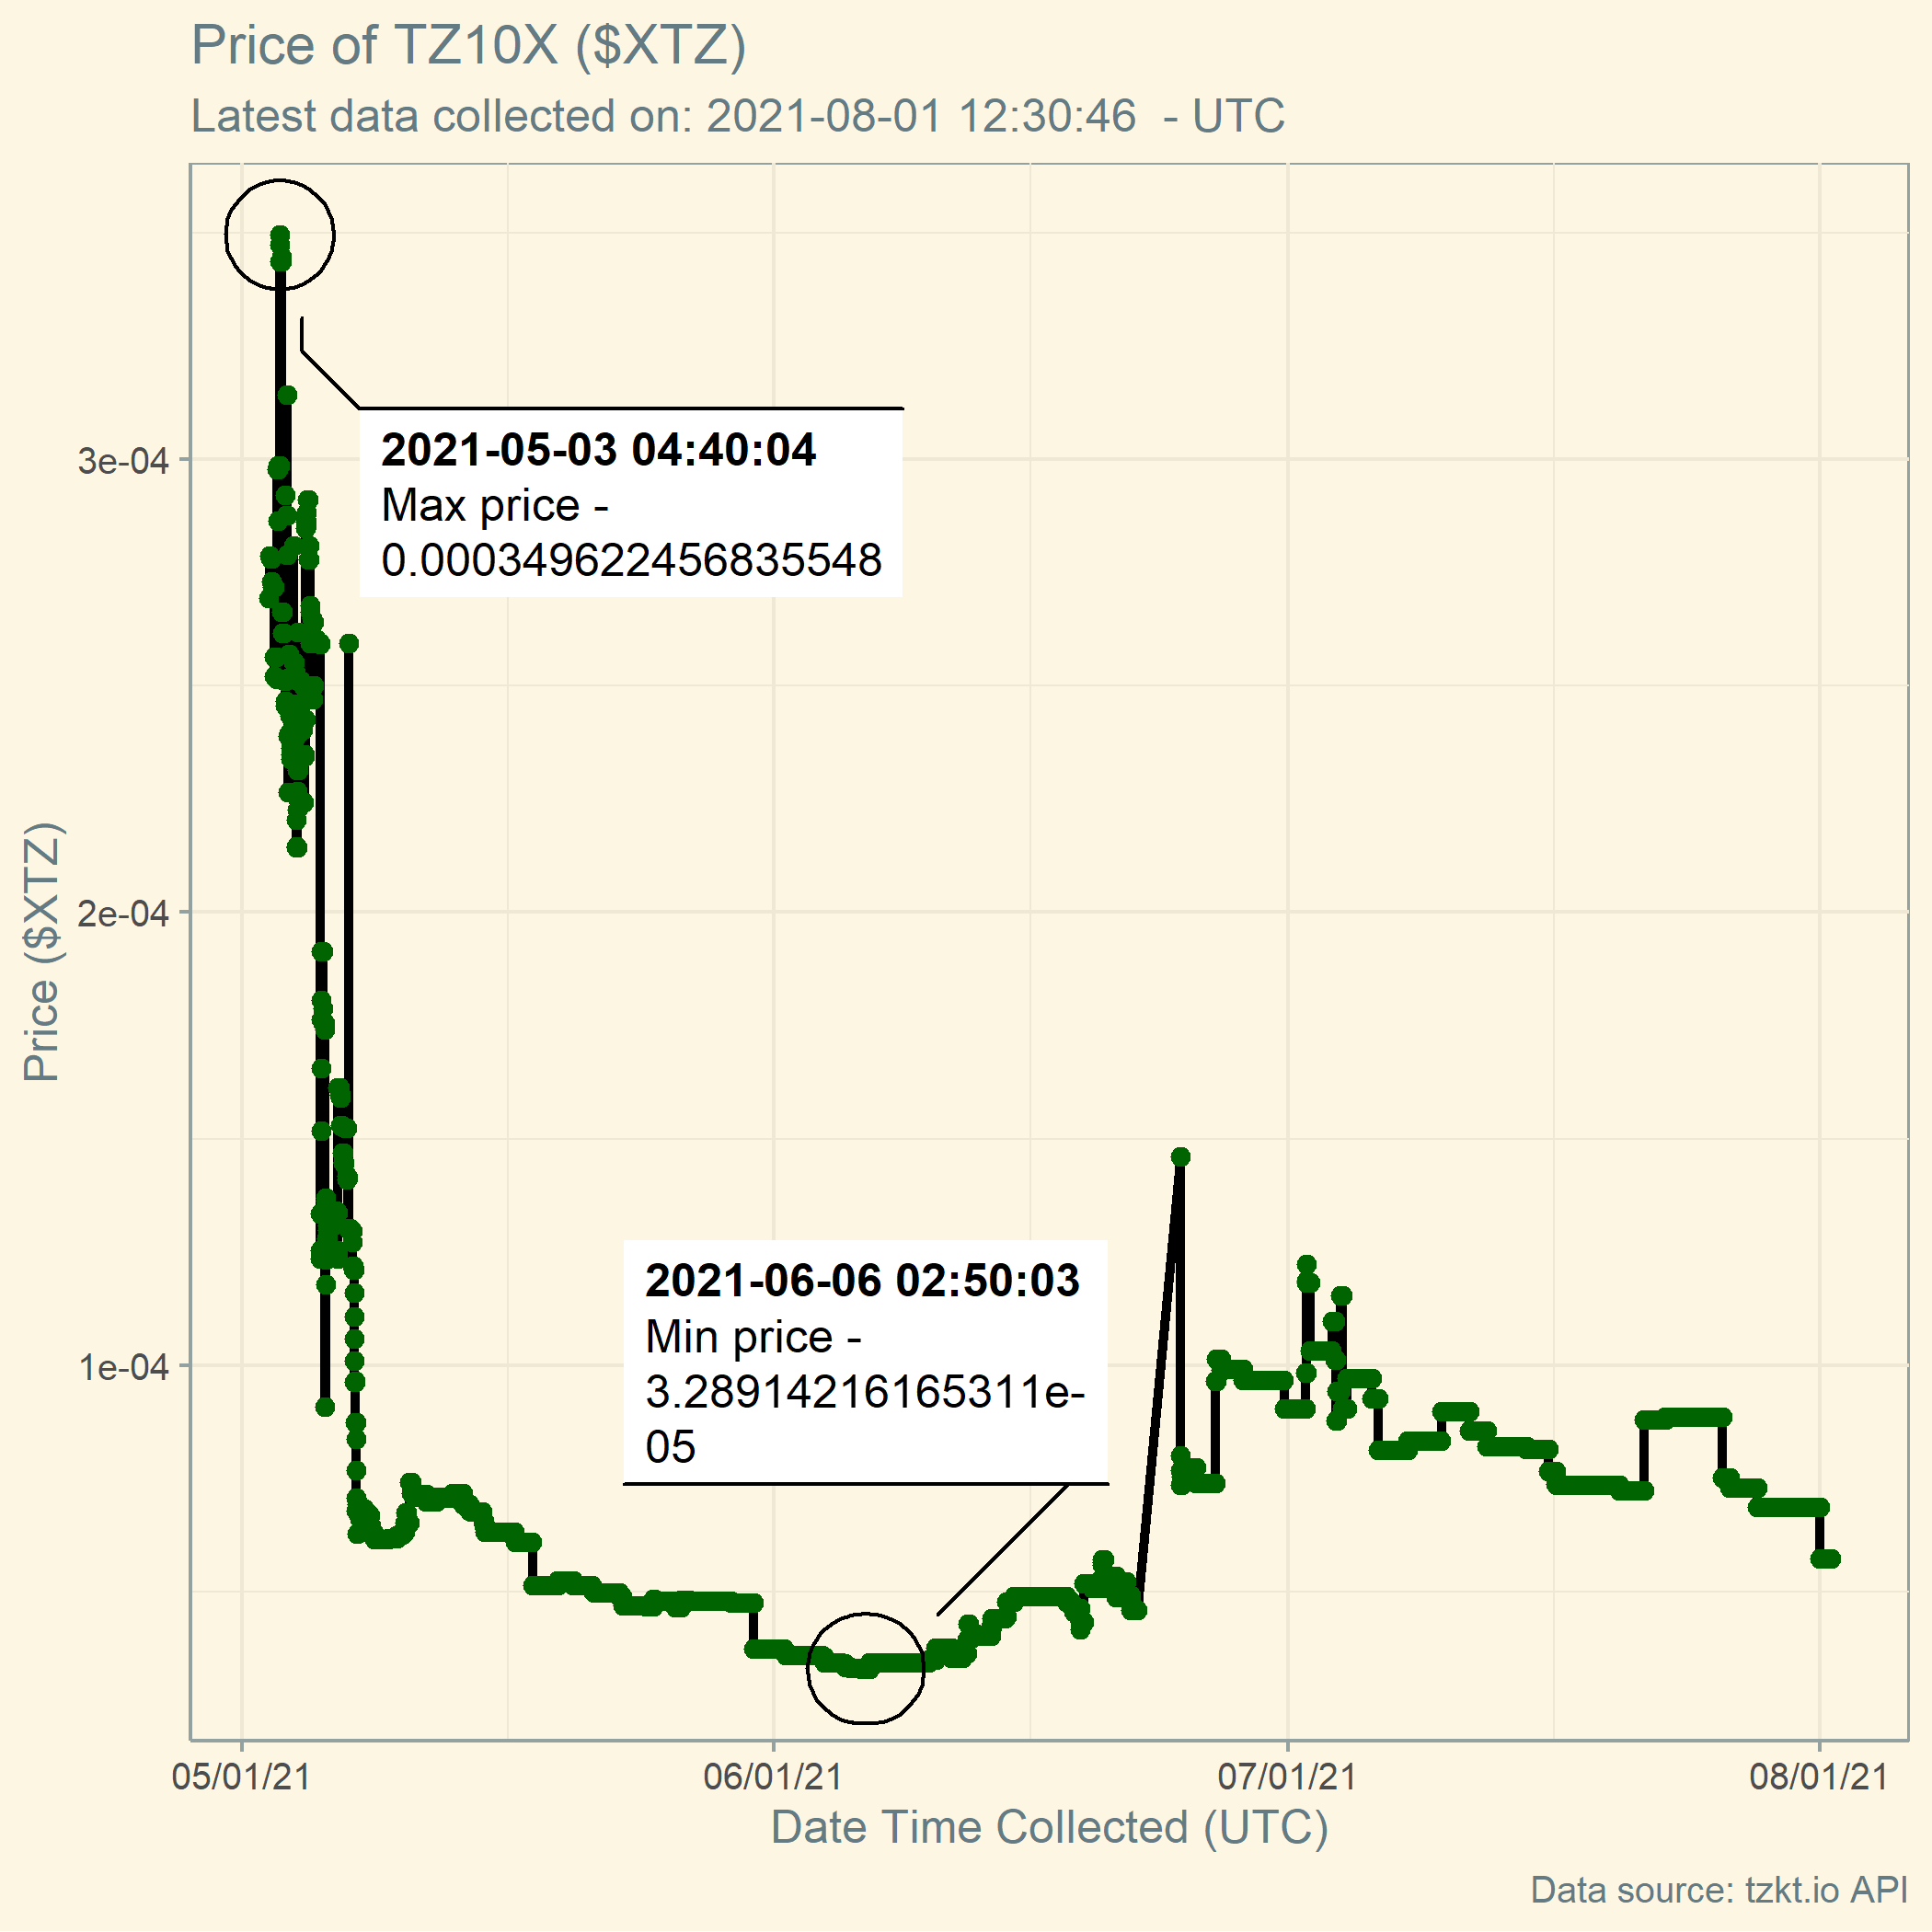 Price of TZ10X ($XTZ)
Latest data collected on: 2021-08-01 12:30:46  - UTC
2021-05-03 04:40:04
Max price -
0.000349622456835548
3e-04
2e-04
1e-04
Price ($XTZ)
2021-06-06 02:50:03
Min price -
3.28914216165311e-
05
05/01/21
06/01/21
07/01/21
08/01/21
Date Time Collected (UTC)
Data source: tzkt.io API